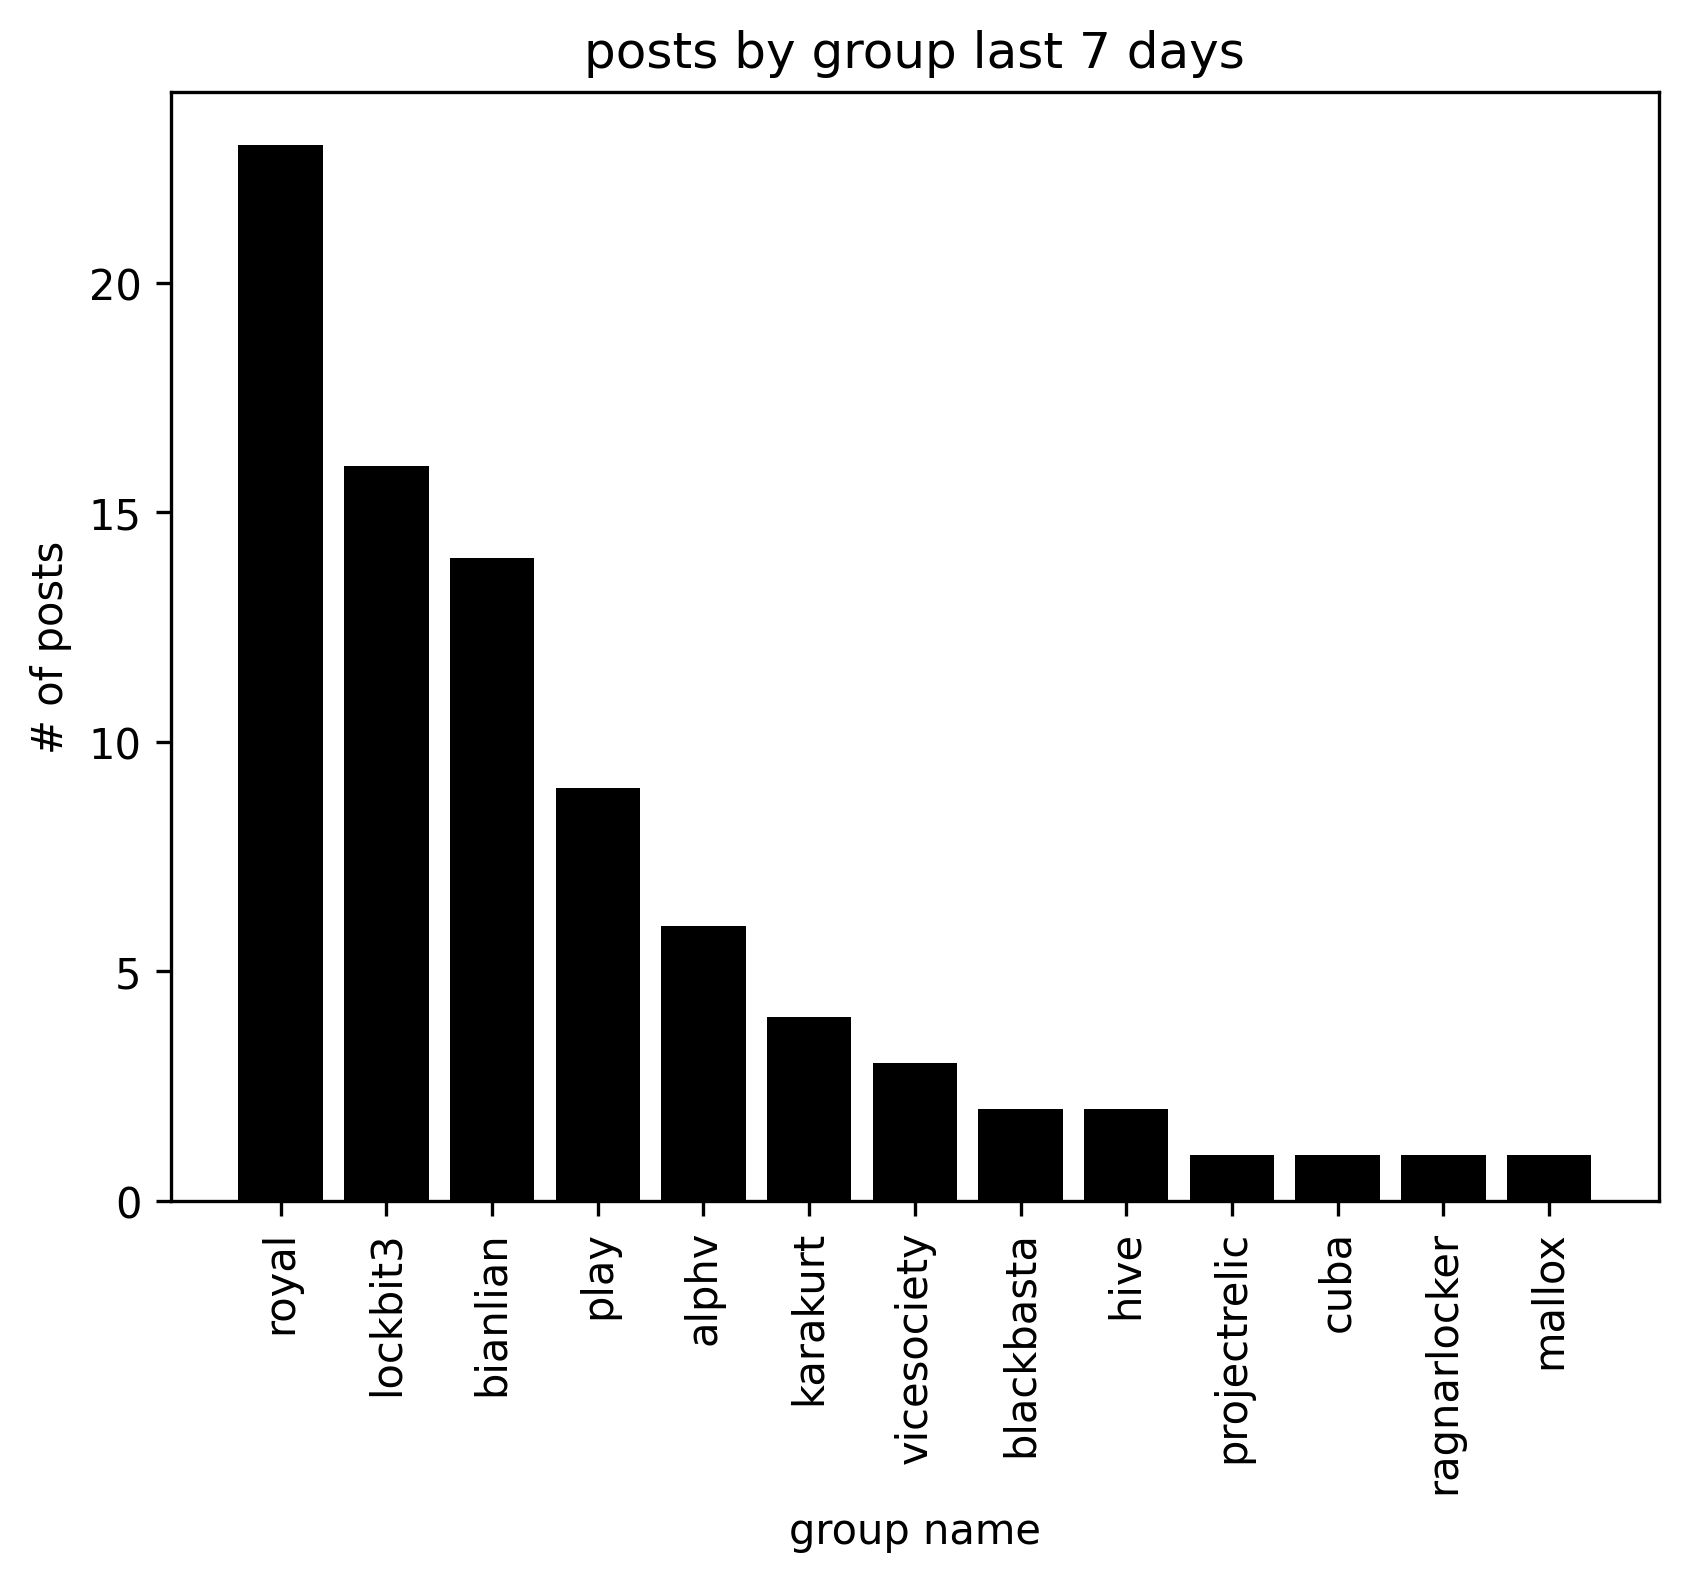 posts by group last 7 days
# of posts
20
15
10
5
0
royal
lockbit3
bianlian
play
alphv
karakurt
vicesociety
blackbasta
hive
projectrelic
cuba
ragnarlocker
mallox
group name